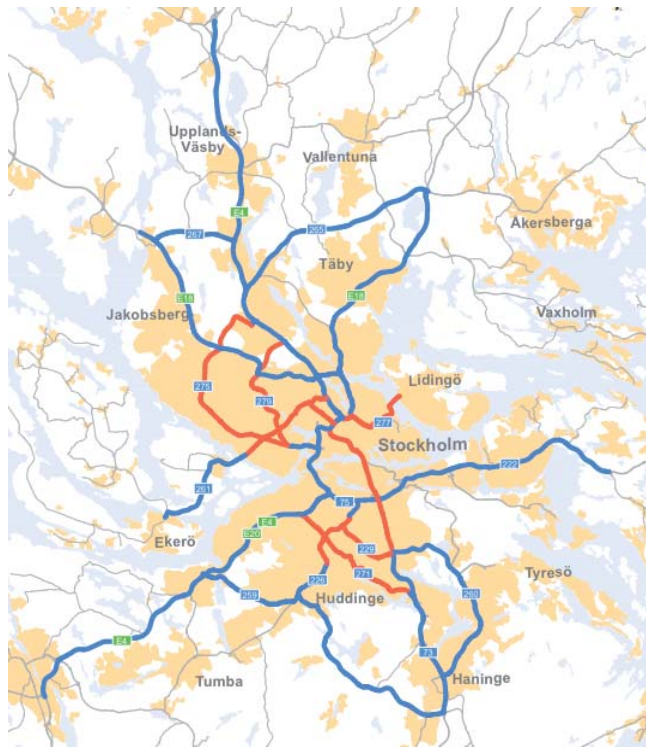 Upplands-
Väsby
Vallentuna
E4
Åkersberga
267
265
Täby
E18
E18
Jakobsberg
Vaxholm
Lidingö
275
279
277
Stockholm
222
261
75
E4
Ekerö
E20
229
Tyresö
271
226
259
260
Huddinge
E4
73
Tumba
Haninge